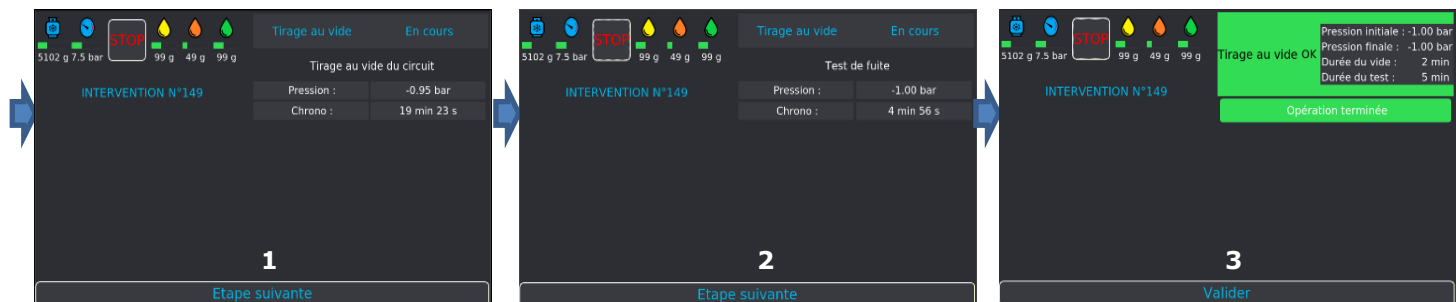 STOP
5102 g 7.5 bar 99 g 49 g 99 g
Tirage au vide En cours
Tirage au vide du circuit
INTERVENTION N°149
Pression : -0.95 bar
Chrono : 19 min 23 s
1
Etape suivante
STOP
5102 g 7.5 bar 99 g 49 g 99 g
Tirage au vide En cours
Test de fuite
INTERVENTION N°149
Pression : -1.00 bar
Chrono : 4 min 56 s
2
Etape suivante
STOP
5102 g 7.5 bar 99 g 49 g 99 g
Tirage au vide OK
Pression initiale : -1.00 bar
Pression finale : -1.00 bar
Durée du vide : 2 min
Durée du test : 5 min
INTERVENTION N°149
Opération terminée
3
Valider